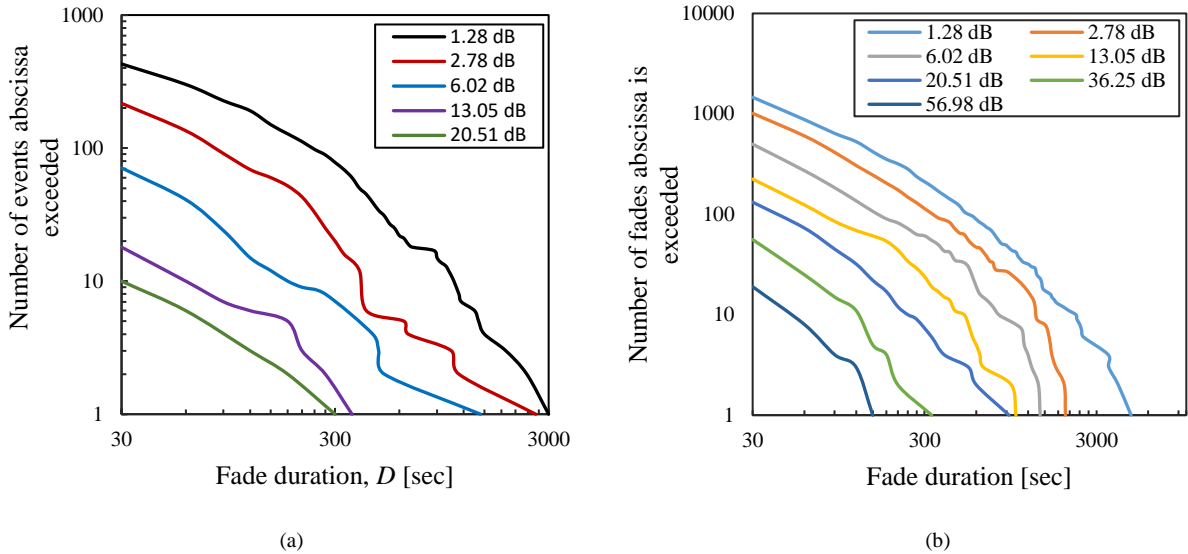 1000
100
10
1
30
300
3000
Number of events abscissa
exceeded
Fade duration, D [sec]
1.28 dB
2.78 dB
6.02 dB
13.05 dB
20.51 dB
(a)
10000
1000
100
10
1
30
300
3000
Number of fades abscissa is
exceeded
Fade duration [sec]
1.28 dB 2.78 dB
6.02 dB 13.05 dB
20.51 dB 36.25 dB
56.98 dB
(b)